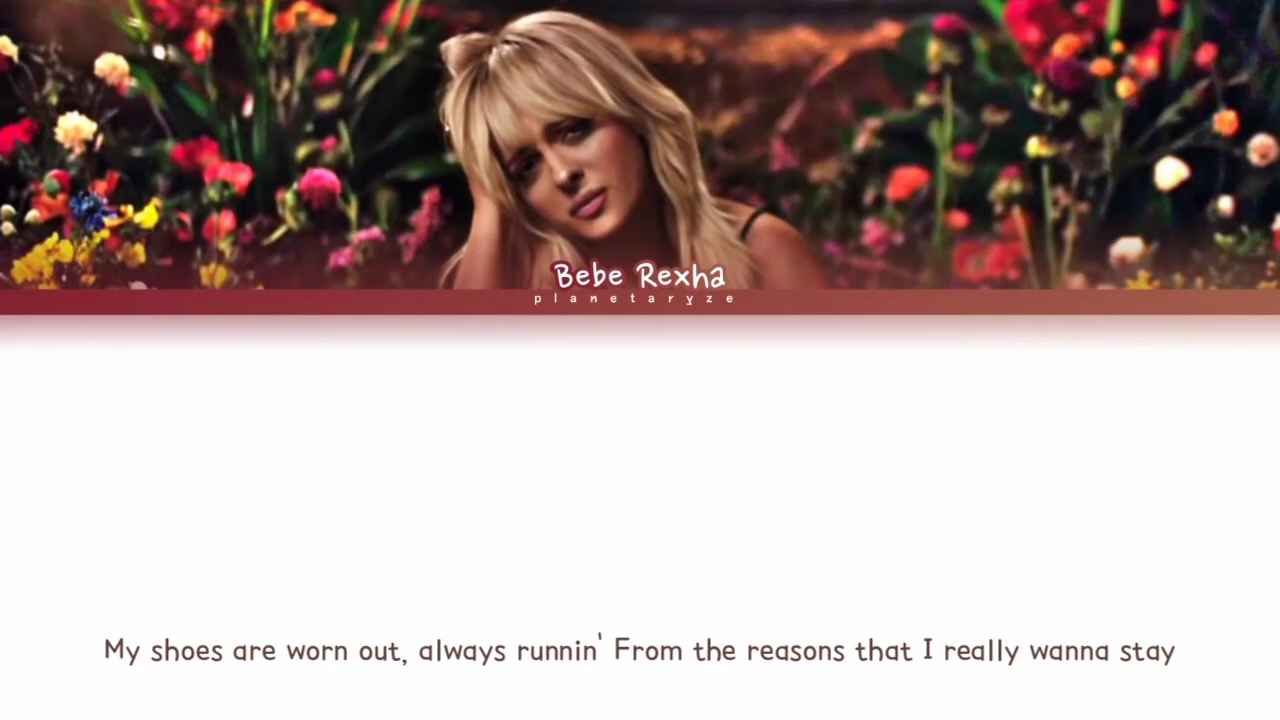 Bebe Rexha
planetaryze
My shoes are worn out, always runnin' From the reasons that I really wanna stay